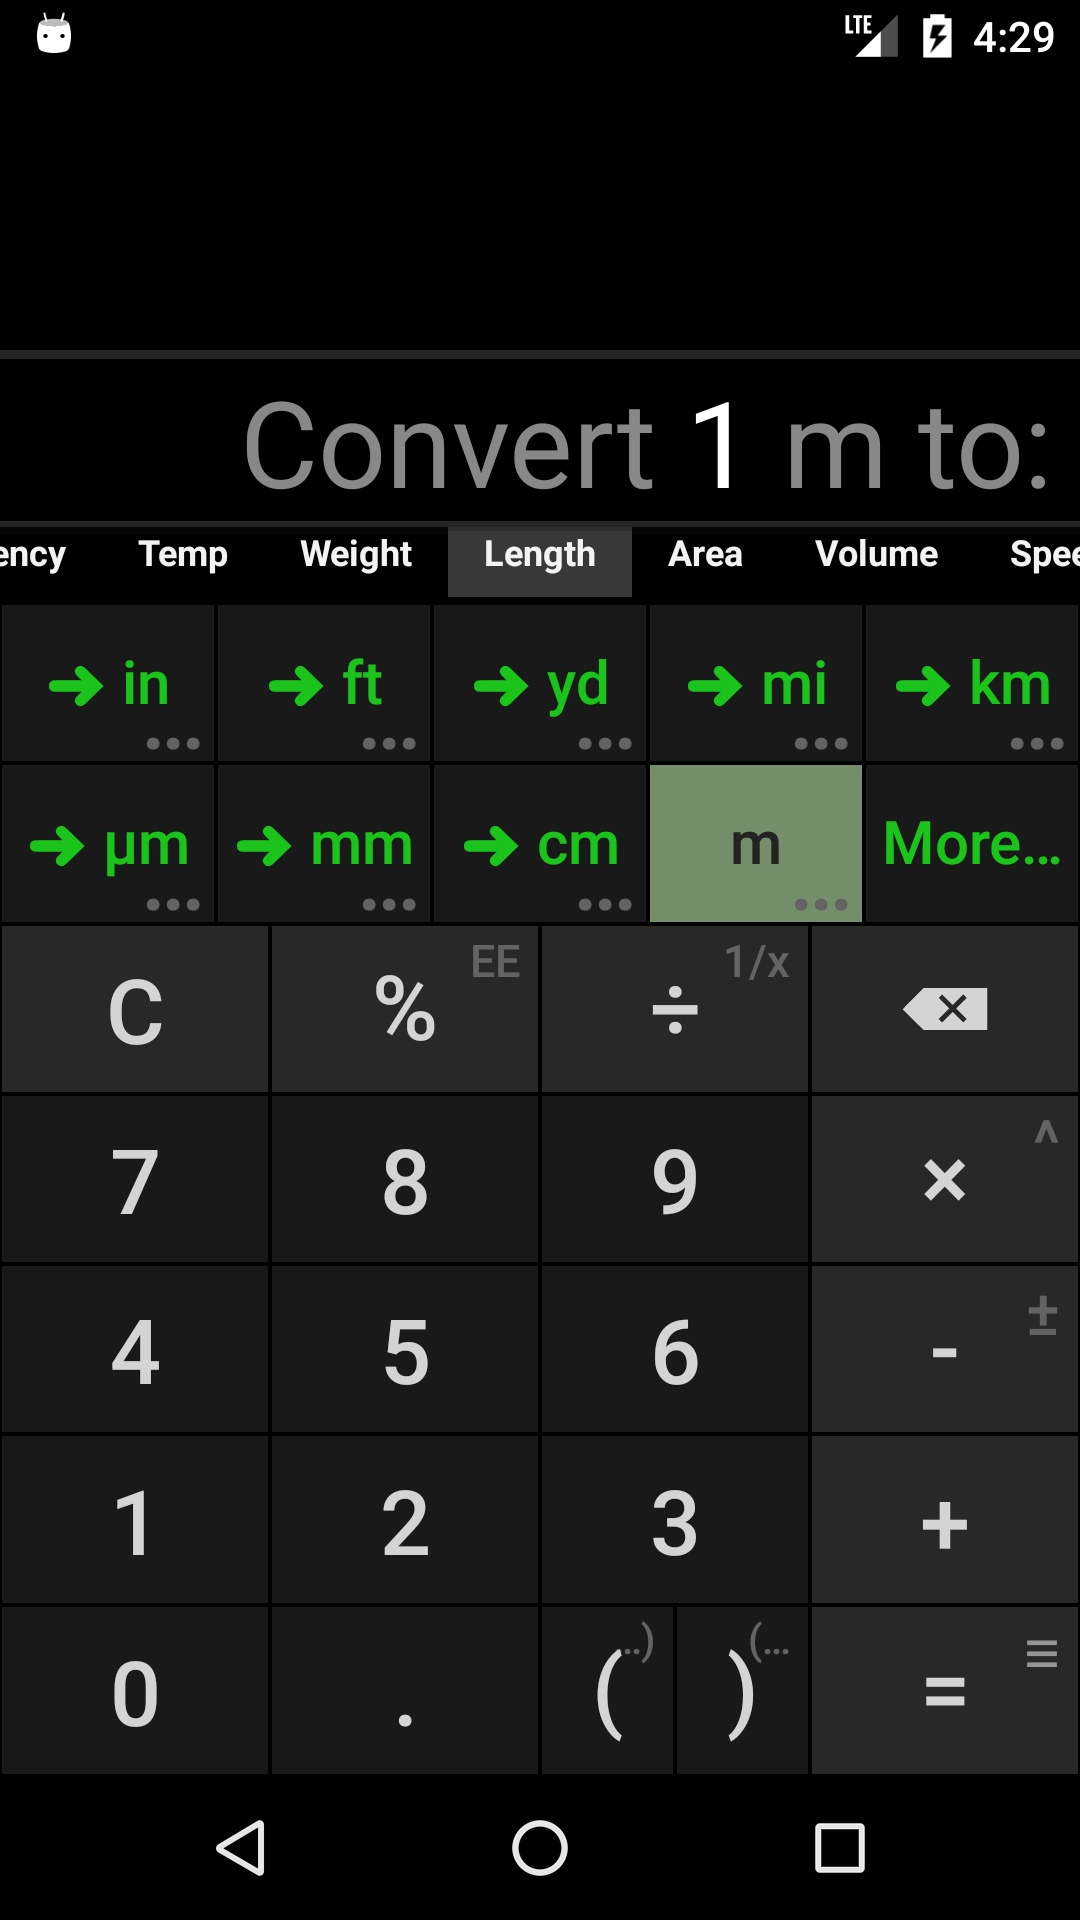 LTE 4:29
Convert 1 m to:
ency Temp Weight Length Area Volume Spee
in ft yd mi km
µm mm cm m More...
C % EE ÷ 1/x
7 8 9 × ^
4 5 6 - ±
1 2 3 +
0 . ( ..) ) (... =